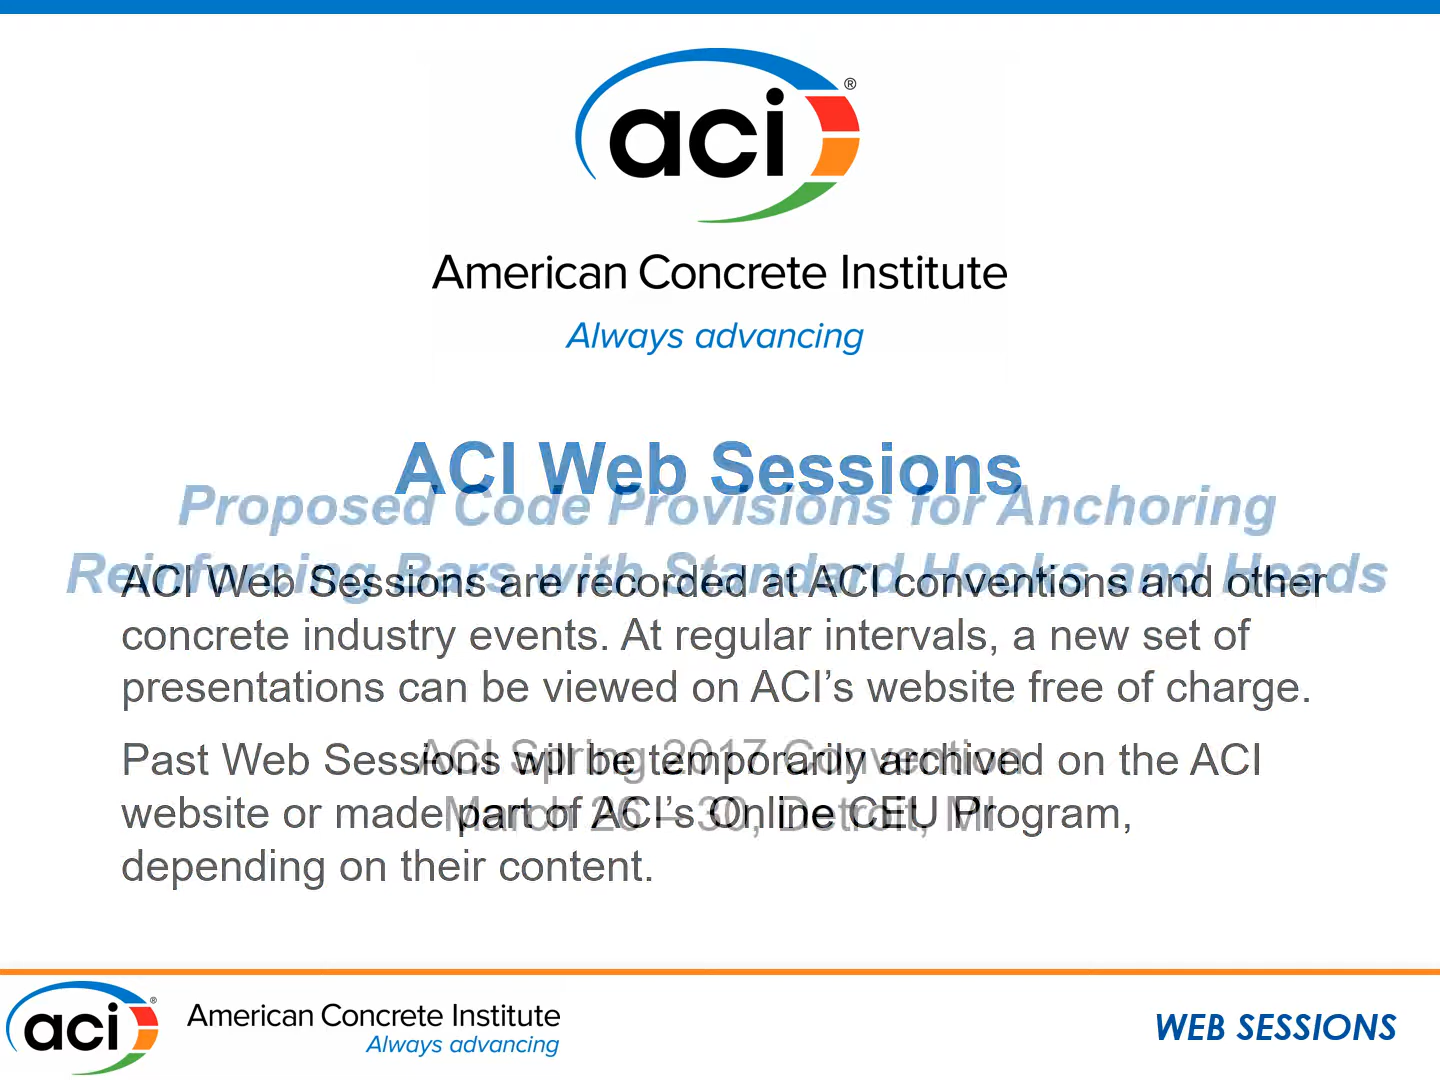 aci®
American Concrete Institute
Always advancing
ACI Web Sessions
Proposed Code Provisions for Anchoring
Reinforcing Bars with Standard Hooks and Heads
ACI Web Sessions are recorded at ACI conventions and other
concrete industry events. At regular intervals, a new set of
presentations can be viewed on ACI’s website free of charge.
Past Web Sessions will be temporarily archived on the ACI
website or made part of ACI’s Online CEU Program,
depending on their content.
ACI Spring 2017 Convention
March 26 – 30, Detroit, MI
aci®
American Concrete Institute
Always advancing
WEB SESSIONS